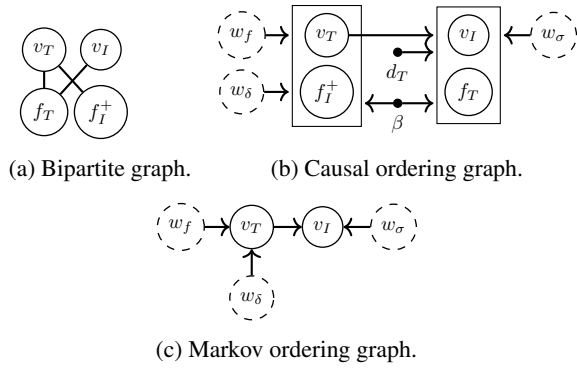 v_T v_I
f_T f_I^+
(a) Bipartite graph.
w_f v_T v_I w_σ
d_T
w_δ f_I^+ f_T
β
(b) Causal ordering graph.
w_f v_T v_I w_σ
w_δ
(c) Markov ordering graph.